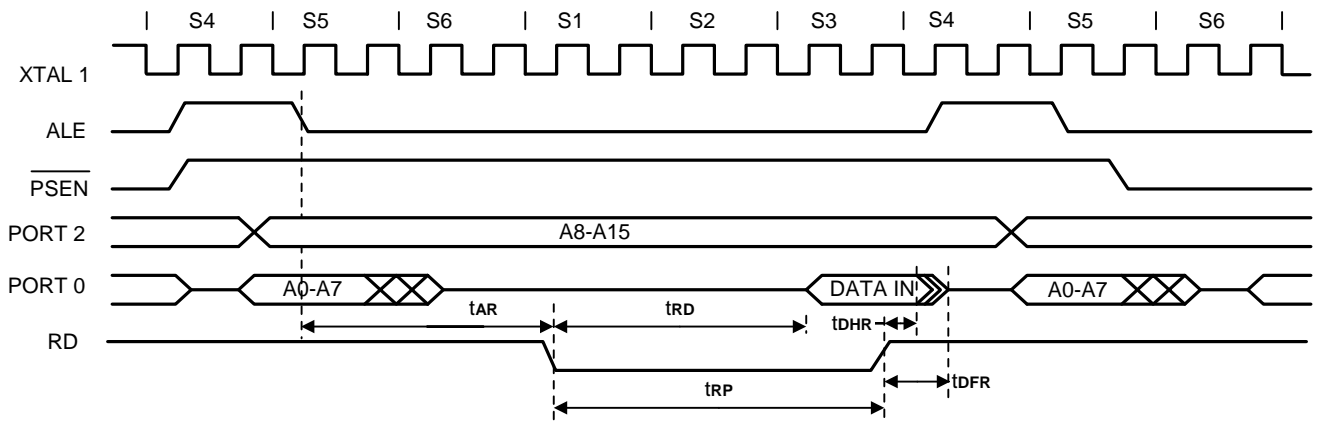 | S4 | S5 | S6 | S1 | S2 | S3 | S4 | S5 | S6 |
XTAL 1
ALE
PSEN
PORT 2 A8-A15
PORT 0 A0-A7 DATA IN A0-A7
tAR tRD tDHR
RD
tRP tDFR